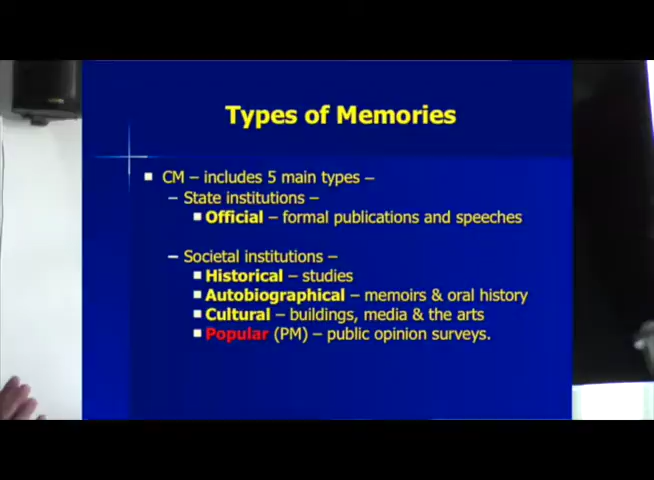 Types of Memories
CM – includes 5 main types –
– State institutions –
Official – formal publications and speeches
– Societal institutions –
Historical – studies
Autobiographical – memoirs & oral history
Cultural – buildings, media & the arts
Popular (PM) – public opinion surveys.